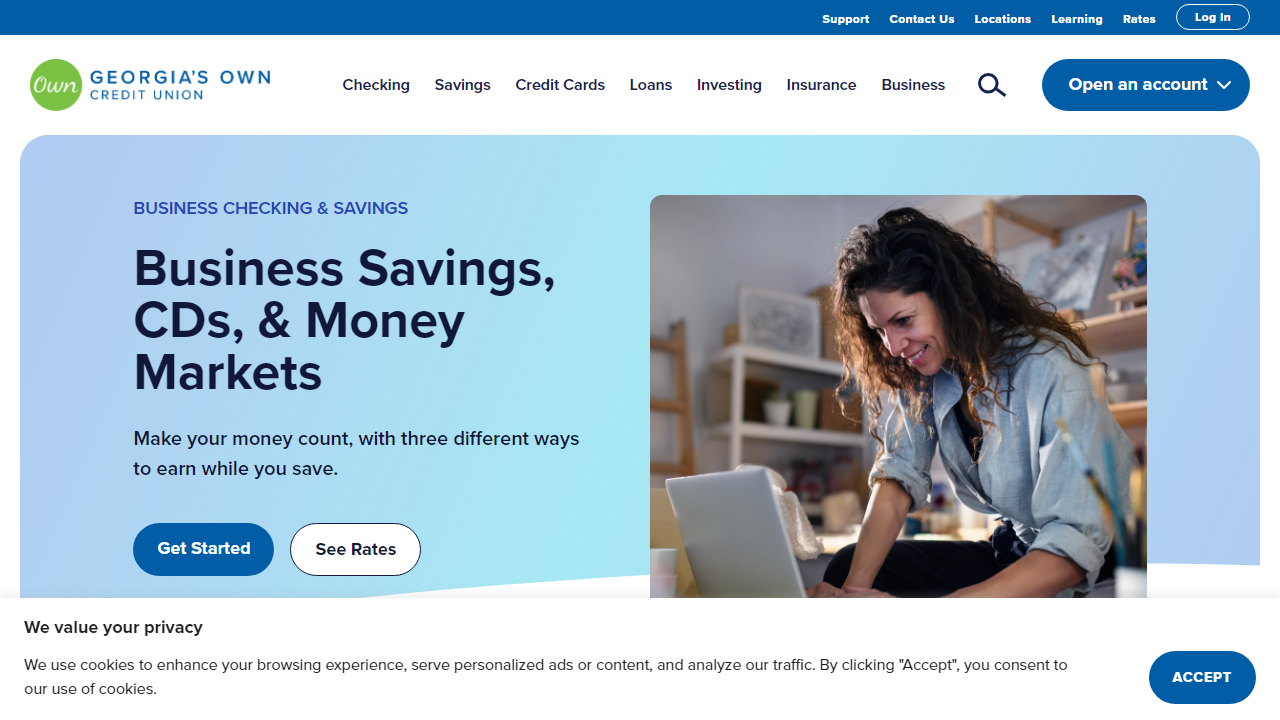 Support Contact Us Locations Learning Rates Log In
Own GEORGIA'S OWN
CREDIT UNION
Checking Savings Credit Cards Loans Investing Insurance Business Open an account
BUSINESS CHECKING & SAVINGS
Business Savings,
CDs, & Money
Markets
Make your money count, with three different ways
to earn while you save.
Get Started See Rates
We value your privacy
We use cookies to enhance your browsing experience, serve personalized ads or content, and analyze our traffic. By clicking "Accept", you consent to
our use of cookies.
ACCEPT